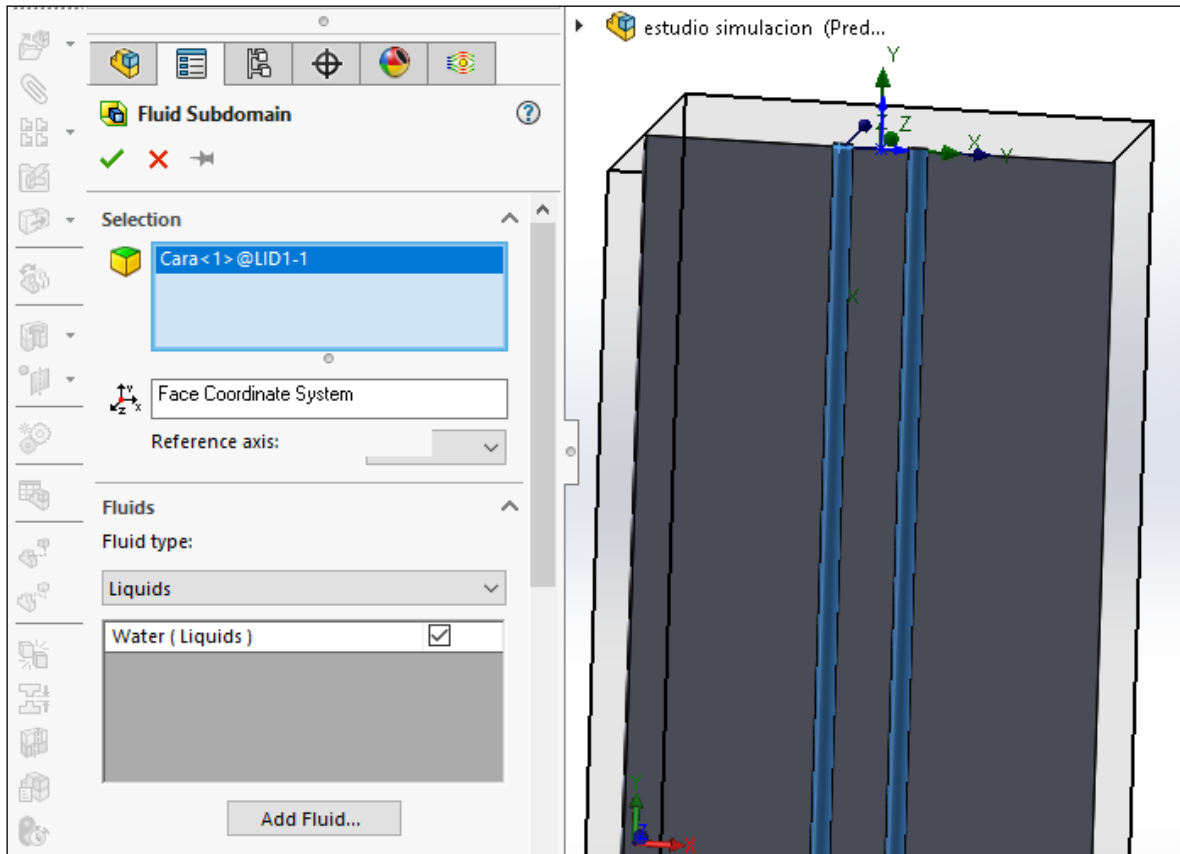 estudio simulacion (Pred...
Fluid Subdomain
Selection
Cara<1>@LID1-1
Face Coordinate System
Reference axis:
Fluids
Fluid type:
Liquids
Water ( Liquids )
Add Fluid...
Y
Z
X
Y
X
Y
Z
X